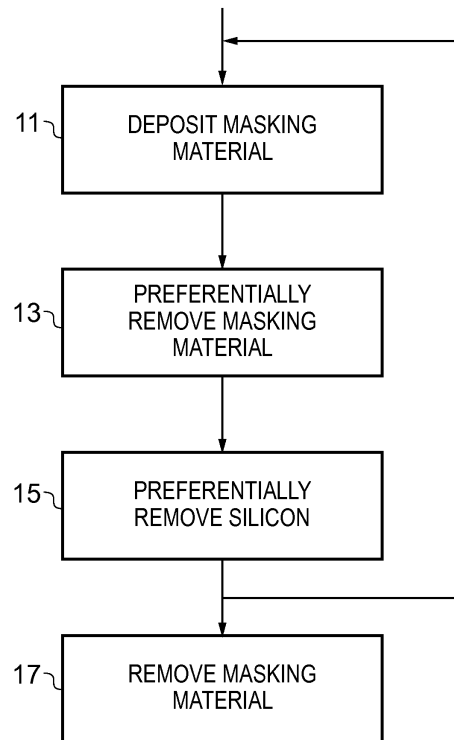 11
DEPOSIT MASKING
MATERIAL
13
PREFERENTIALLY
REMOVE MASKING
MATERIAL
15
PREFERENTIALLY
REMOVE SILICON
17
REMOVE MASKING
MATERIAL